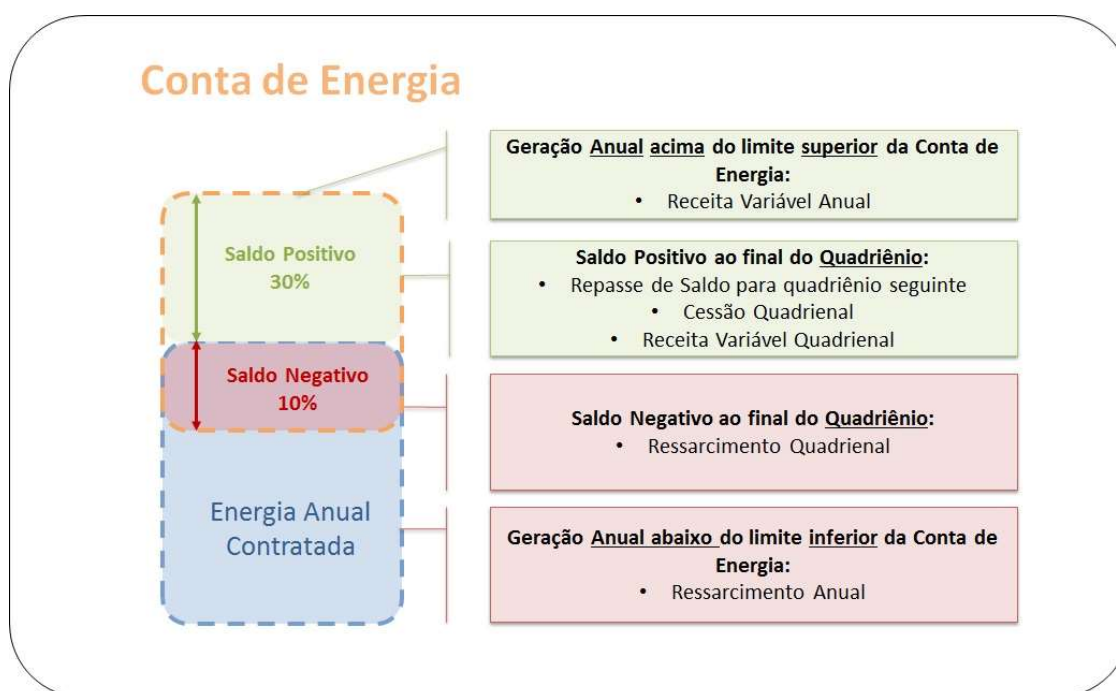 Conta de Energia
Saldo Positivo
30%
Saldo Negativo
10%
Energia Anual
Contratada
Geração Anual acima do limite superior da Conta de
Energia:
• Receita Variável Anual
Saldo Positivo ao final do Quadriênio:
• Repasse de Saldo para quadriênio seguinte
• Cessão Quadrienal
• Receita Variável Quadrienal
Saldo Negativo ao final do Quadriênio:
• Ressarcimento Quadrienal
Geração Anual abaixo do limite inferior da Conta de
Energia:
• Ressarcimento Anual